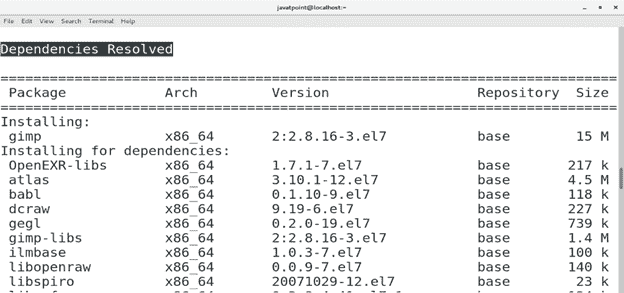 javatpoint@localhost:~
File Edit View Search Terminal Help
Dependencies Resolved
================================================================================
Package Arch Version Repository Size
================================================================================
Installing:
gimp x86_64 2:2.8.16-3.el7 base 15 M
Installing for dependencies:
OpenEXR-libs x86_64 1.7.1-7.el7 base 217 k
atlas x86_64 3.10.1-12.el7 base 4.5 M
babl x86_64 0.1.10-9.el7 base 118 k
dcraw x86_64 9.19-6.el7 base 227 k
gegl x86_64 0.2.0-19.el7 base 739 k
gimp-libs x86_64 2:2.8.16-3.el7 base 1.4 M
ilmbase x86_64 1.0.3-7.el7 base 100 k
libopenraw x86_64 0.0.9-7.el7 base 140 k
libspiro x86_64 20071029-12.el7 base 23 k